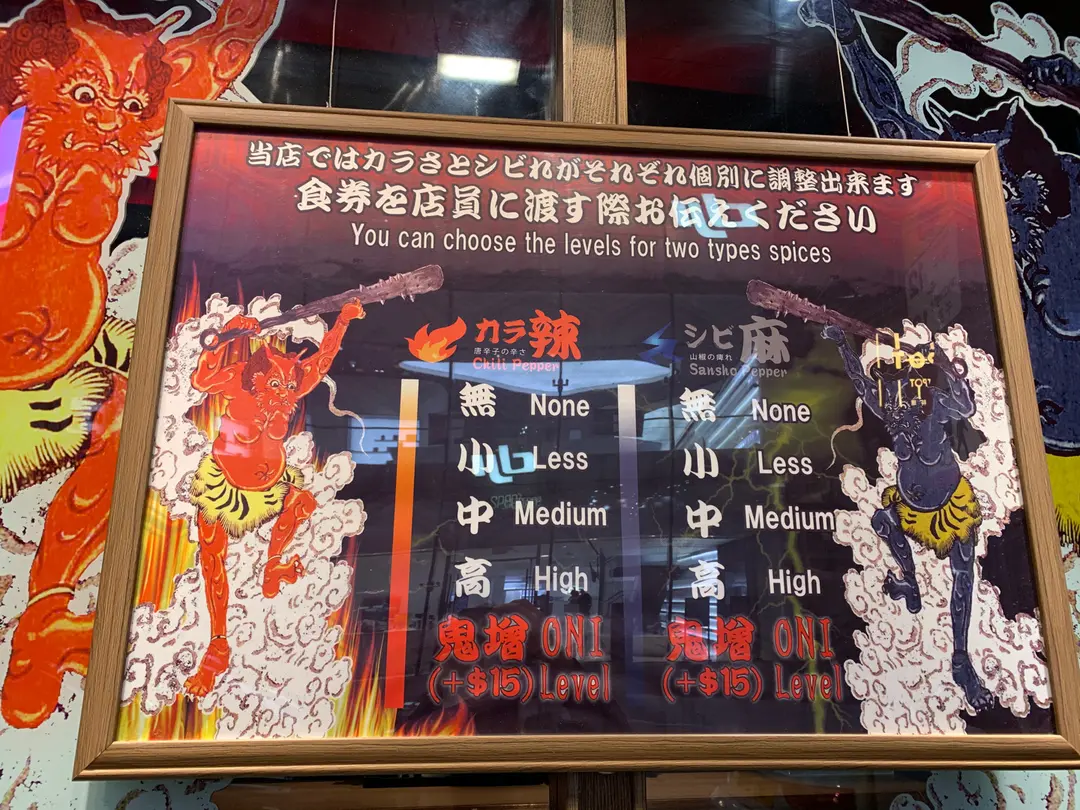 当店ではカラさとシビれがそれぞれ個別に調整出来ます
食券を店員に渡す際お伝えください
You can choose the levels for two types spices
カラ辣
唐辛子の辛さ
Chili Pepper
無 None
小 Less
中 Medium
高 High
鬼増 ONI
(+$15) Level
シビ麻
山椒の痺れ
Sansho Pepper
無 None
小 Less
中 Medium
高 High
鬼増 ONI
(+$15) Level